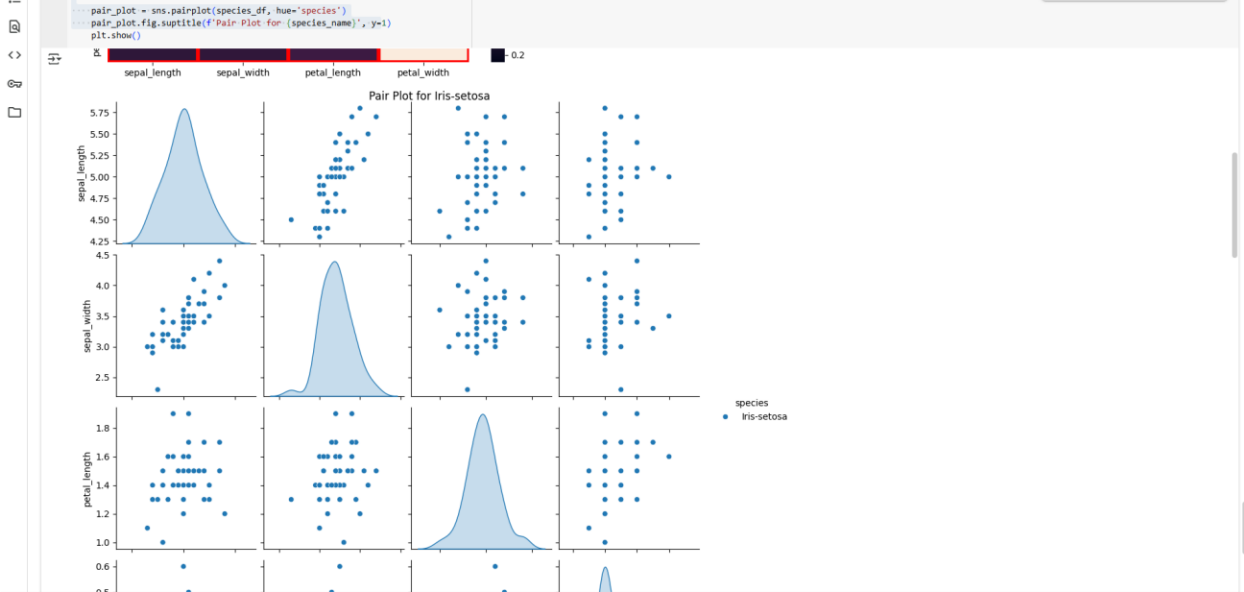 pair_plot = sns.pairplot(species_df, hue='species')
pair_plot.fig.suptitle(f'Pair Plot for {species_name}', y=1)
plt.show()
0.2
sepal_length sepal_width petal_length petal_width
Pair Plot for Iris-setosa
sepal_length
5.75
5.50
5.25
5.00
4.75
4.50
4.25
sepal_width
4.5
4.0
3.5
3.0
2.5
species
Iris-setosa
petal_length
1.8
1.6
1.4
1.2
1.0
0.6
0.5